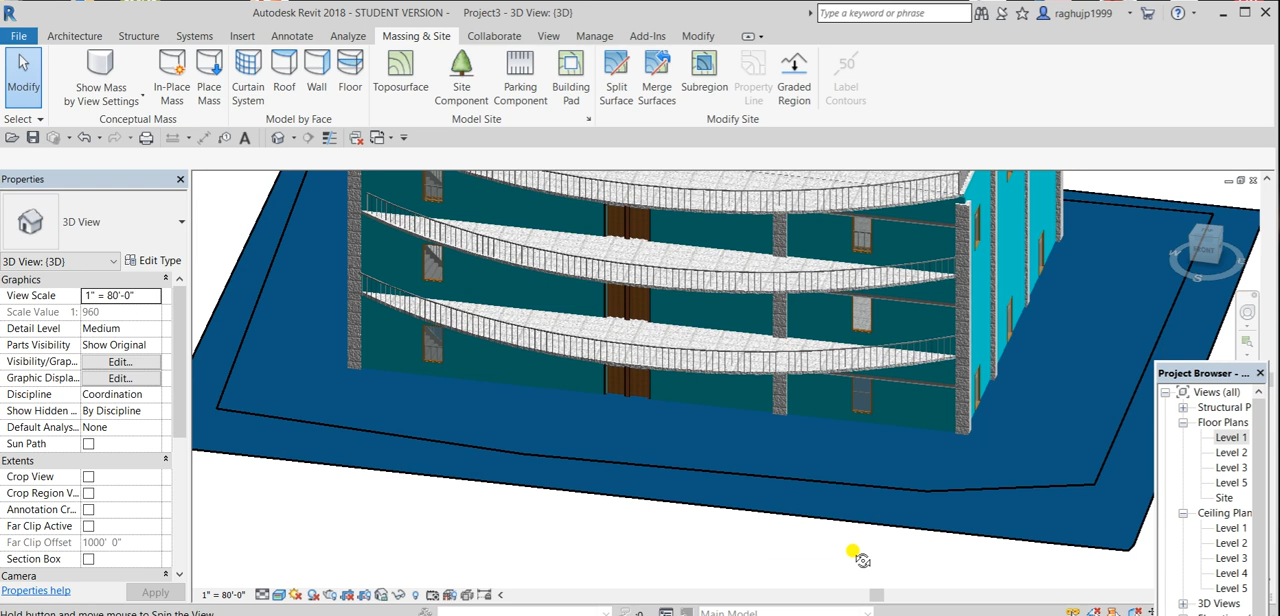 Autodesk Revit 2018 - STUDENT VERSION - Project3 - 3D View: {3D}
Type a keyword or phrase
raghujp1999
File Architecture Structure Systems Insert Annotate Analyze Massing & Site Collaborate View Manage Add-Ins Modify
Modify
Show Mass
by View Settings
In-Place
Mass
Place
Mass
Curtain
System
Roof
Wall
Floor
Toposurface
Site
Component
Parking
Component
Building
Pad
Split
Surface
Merge
Surfaces
Subregion
Property
Line
Graded
Region
50
Label
Contours
Select
Conceptual Mass
Model by Face
Model Site
Modify Site
Properties
3D View
3D View: {3D}
Edit Type
Graphics
View Scale 1" = 80'-0"
Scale Value 1: 960
Detail Level Medium
Parts Visibility Show Original
Visibility/Grap... Edit...
Graphic Displa... Edit...
Discipline Coordination
Show Hidden ... By Discipline
Default Analys... None
Sun Path
Extents
Crop View
Crop Region V...
Annotation Cr...
Far Clip Active
Far Clip Offset 1000' 0"
Section Box
Camera
Properties help
Apply
FRONT
S
Project Browser - ...
Views (all)
Structural P
Floor Plans
Level 1
Level 2
Level 3
Level 5
Site
Ceiling Plan
Level 1
Level 2
Level 3
Level 4
Level 5
3D Views
1" = 80'-0"
Hold button and move mouse to Spin the View.
Main Model